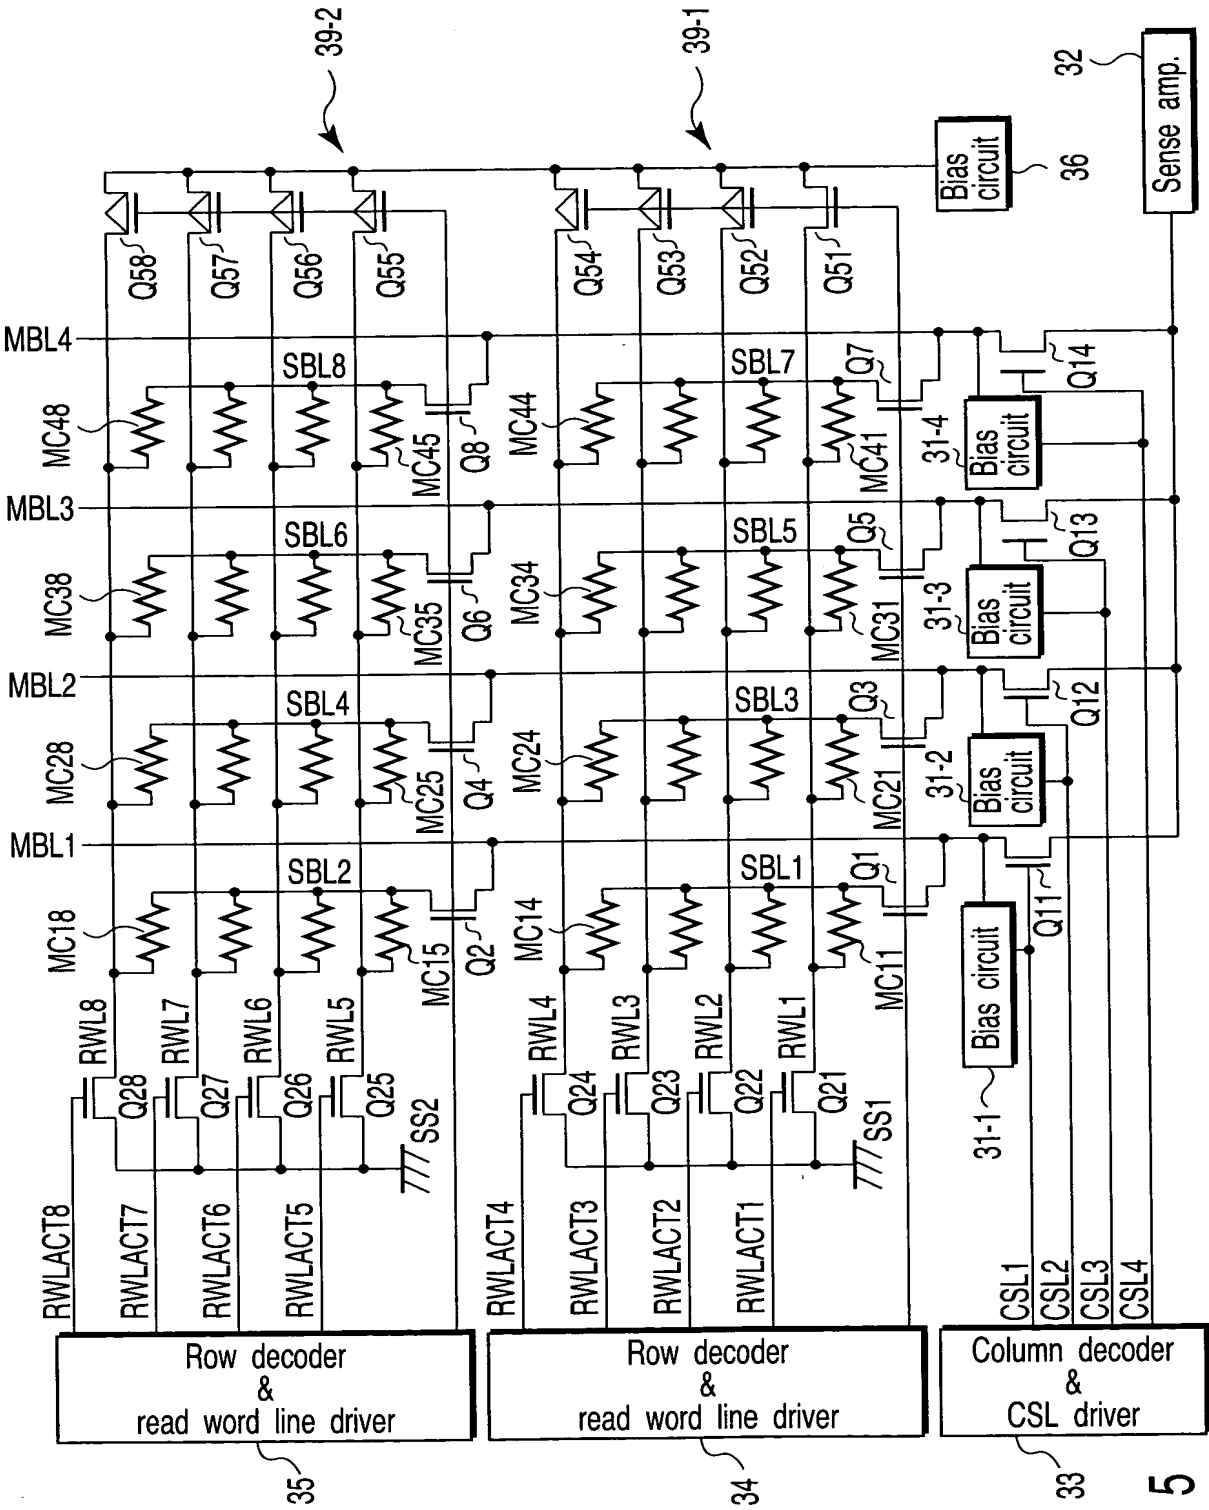 39-2
39-1
32
Sense amp.
Bias circuit
36
Q58
Q57
Q56
Q55
Q54
Q53
Q52
Q51
MBL4
MC48
SBL8
MC45
Q8
MC44
SBL7
MC41
Q7
31-4
Bias circuit
Q14
MBL3
MC38
SBL6
MC35
Q6
MC34
SBL5
MC31
Q5
31-3
Bias circuit
Q13
MBL2
MC28
SBL4
MC25
Q4
MC24
SBL3
MC21
Q3
31-2
Bias circuit
Q12
MBL1
MC18
SBL2
MC15
Q2
MC14
SBL1
MC11
Q1
31-1
Bias circuit
Q11
RWL8
RWL7
RWL6
RWL5
RWL4
RWL3
RWL2
RWL1
Q28
Q27
Q26
Q25
SS2
Q24
Q23
Q22
Q21
SS1
RWLACT8
RWLACT7
RWLACT6
RWLACT5
RWLACT4
RWLACT3
RWLACT2
RWLACT1
CSL1
CSL2
CSL3
CSL4
Row decoder
&
read word line driver
35
Row decoder
&
read word line driver
34
Column decoder
&
CSL driver
33
5